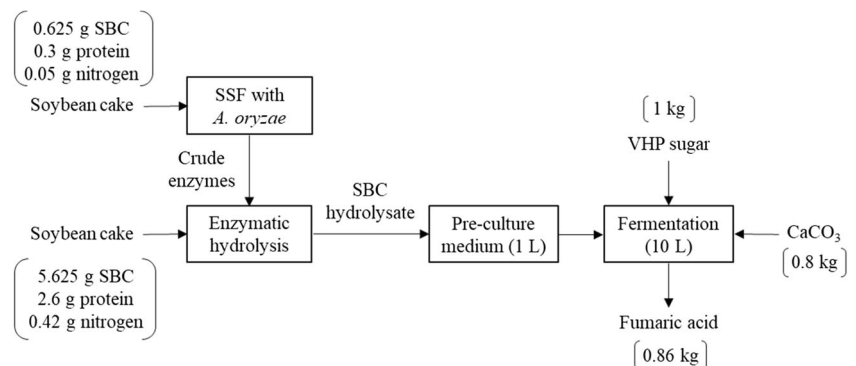 0.625 g SBC
0.3 g protein
0.05 g nitrogen
Soybean cake
SSF with
A. oryzae
Crude
enzymes
Soybean cake
5.625 g SBC
2.6 g protein
0.42 g nitrogen
Enzymatic
hydrolysis
SBC
hydrolysate
Pre-culture
medium (1 L)
1 kg
VHP sugar
Fermentation
(10 L)
CaCO₃
0.8 kg
Fumaric acid
0.86 kg